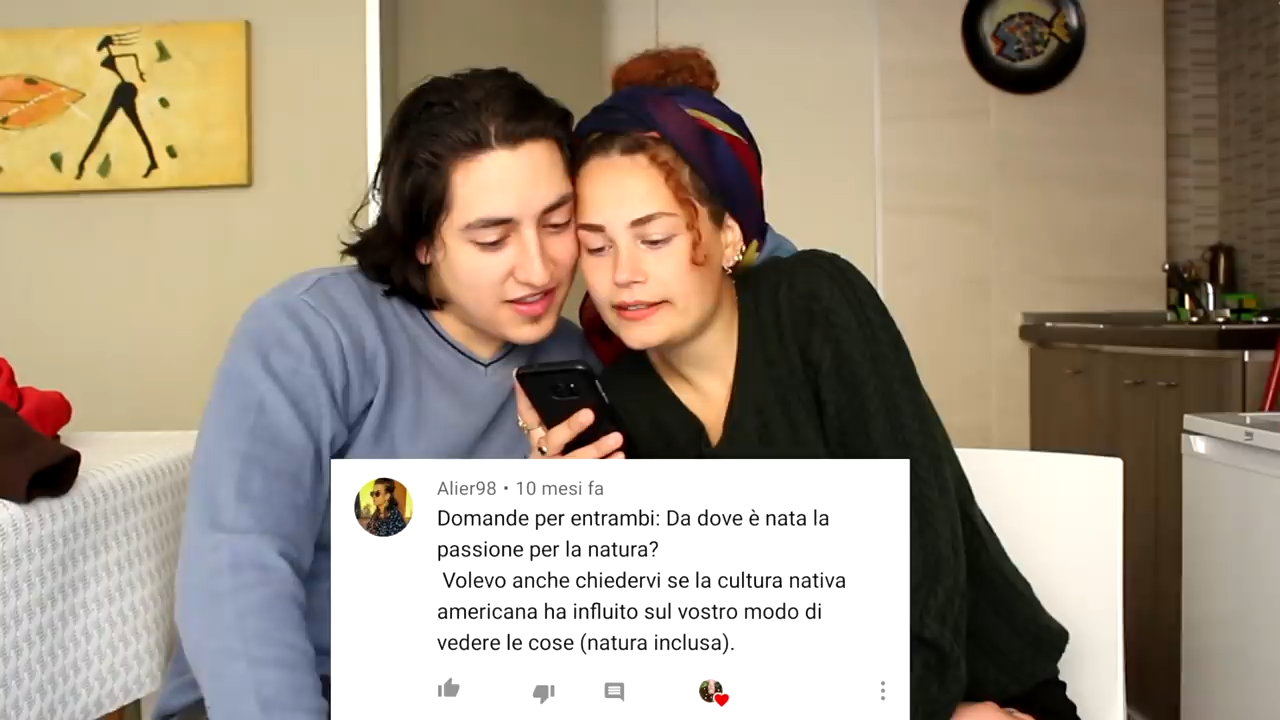 Alier98 • 10 mesi fa
Domande per entrambi: Da dove è nata la
passione per la natura?
Volevo anche chiedervi se la cultura nativa
americana ha influito sul vostro modo di
vedere le cose (natura inclusa).